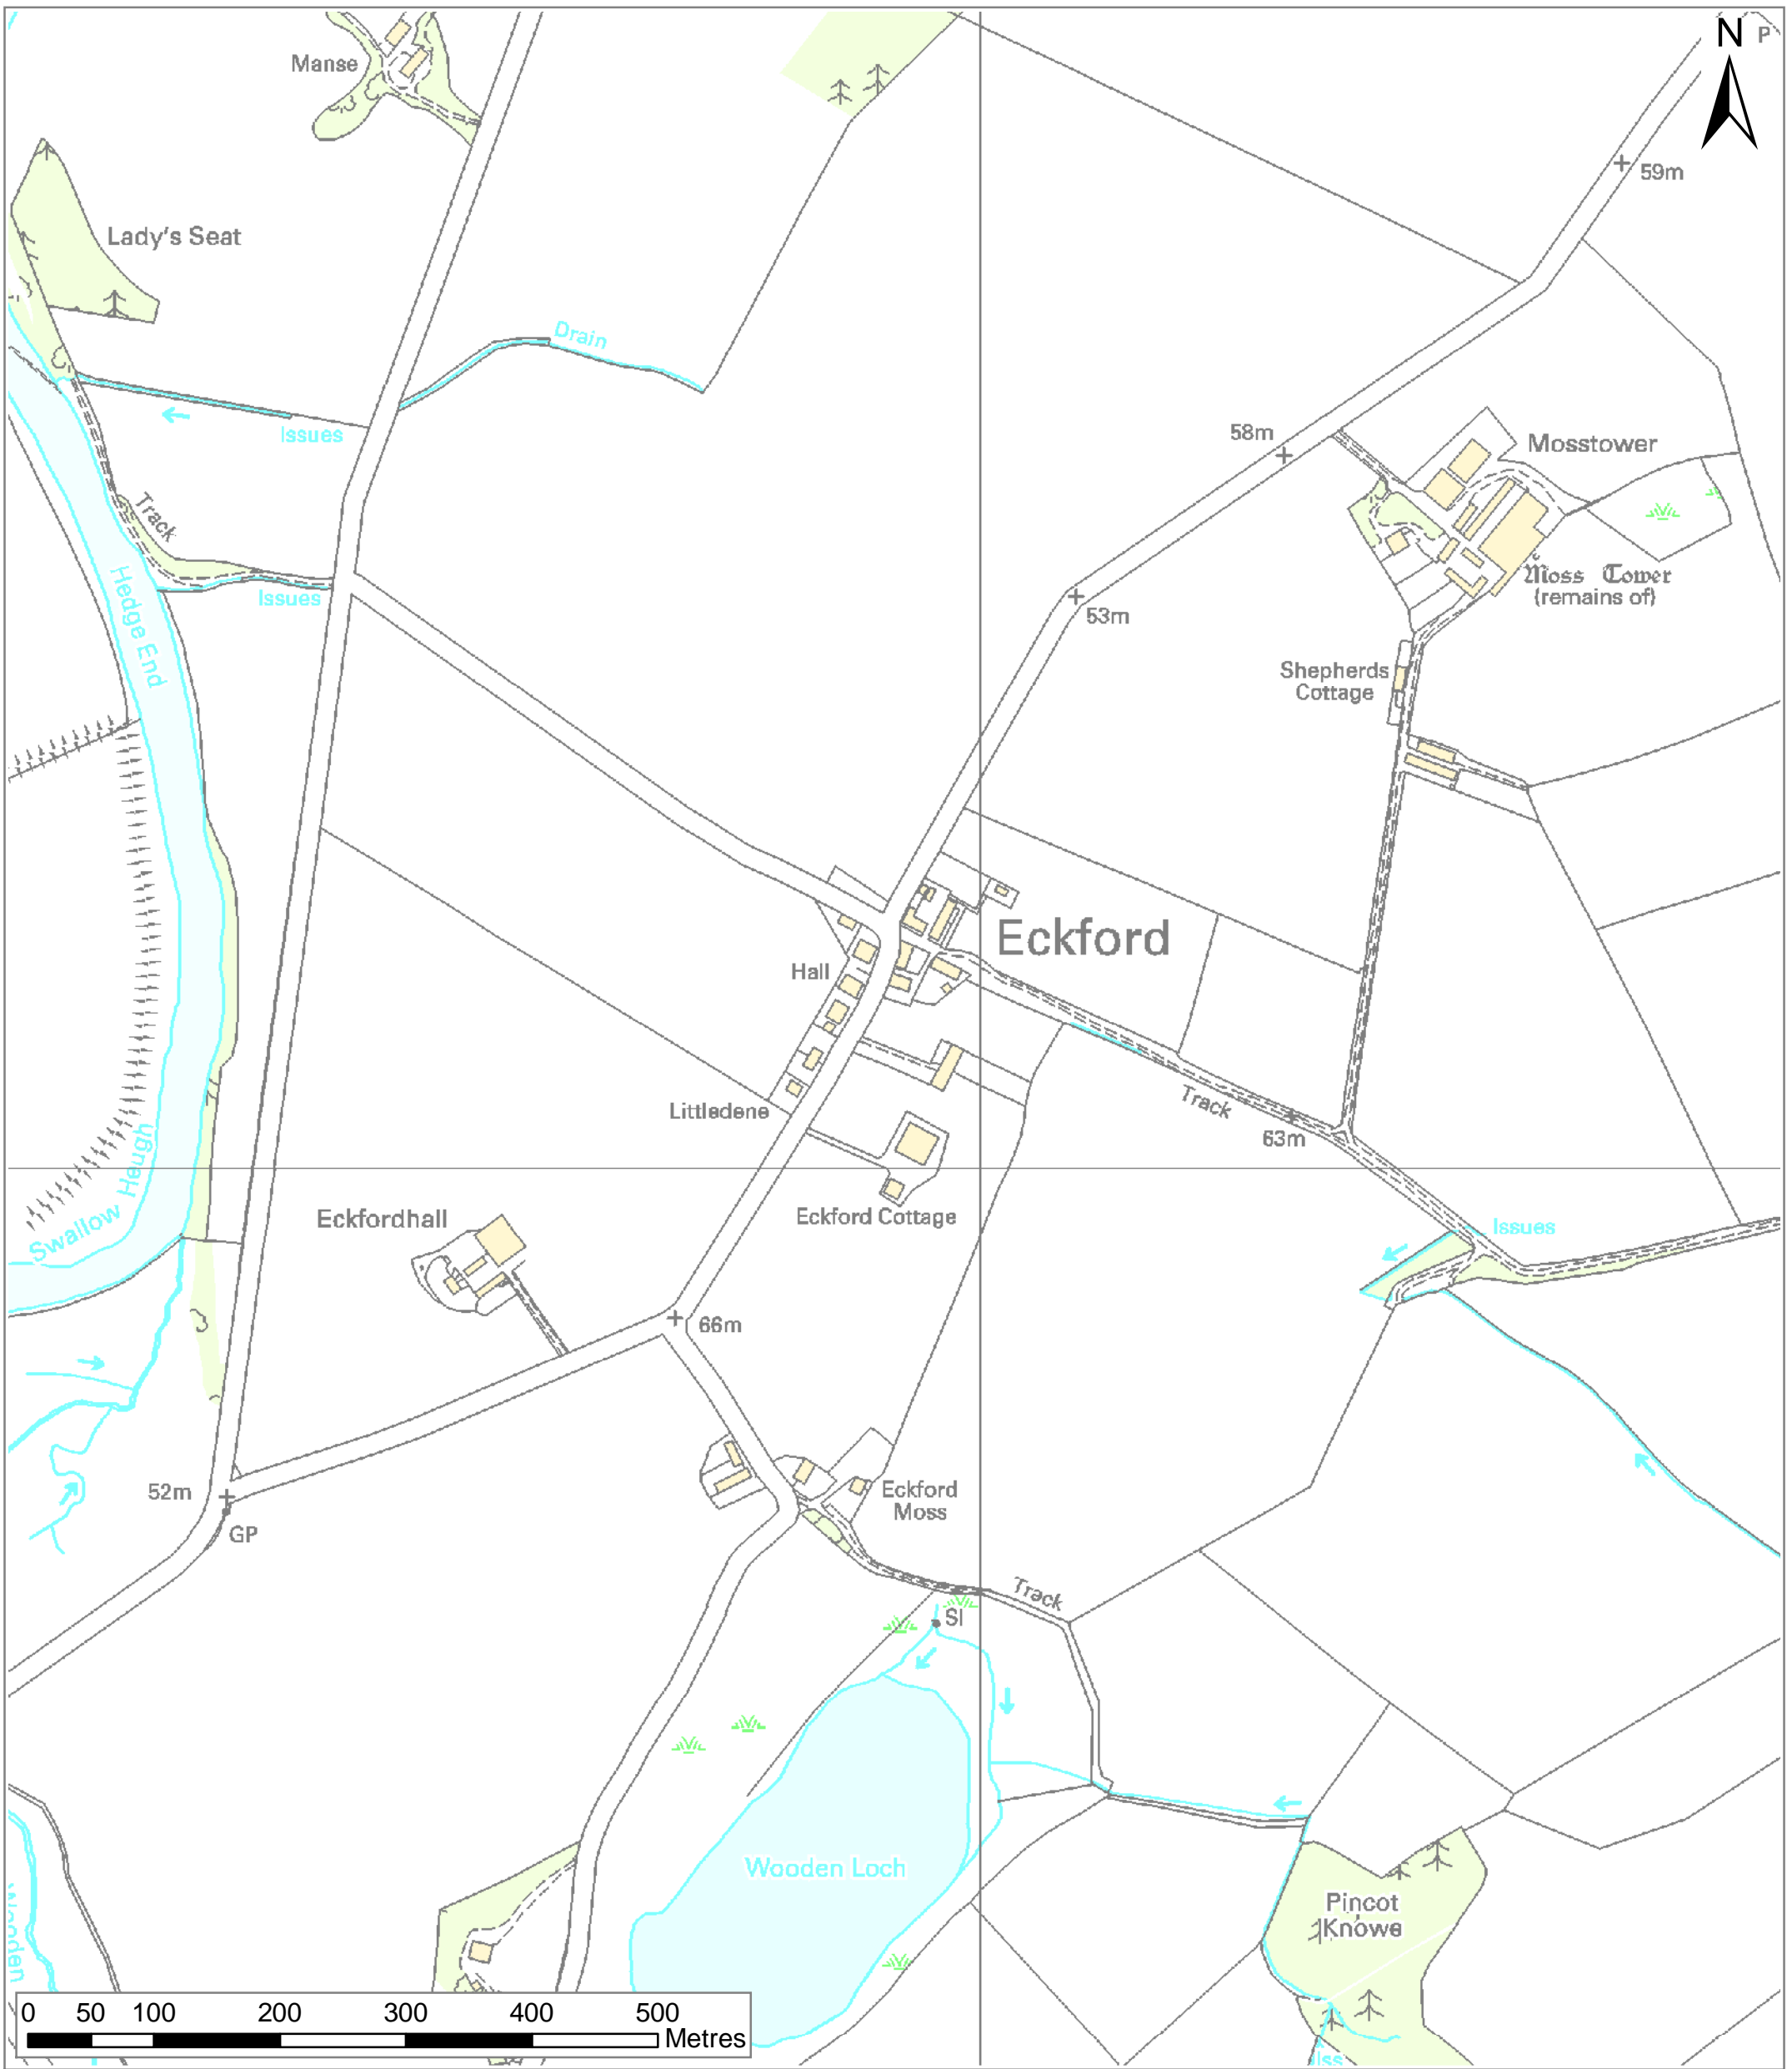 N
P
Manse
59m
Lady's Seat
Drain
Issues
58m
Mosstower
Track
Moss Tower
(remains of)
Issues
53m
Hedge End
Shepherds
Cottage
Eckford
Hall
Track
Littledene
63m
Swallow Heugh
Eckfordhall
Eckford Cottage
Issues
66m
52m
GP
Eckford
Moss
Track
SI
Wooden Loch
Pincot
Knowe
Wooden
0 50 100 200 300 400 500
Metres
Iss